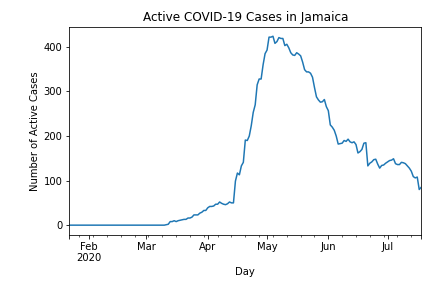 Active COVID-19 Cases in Jamaica
Number of Active Cases
400
300
200
100
0
Feb Mar Apr May Jun Jul
2020
Day